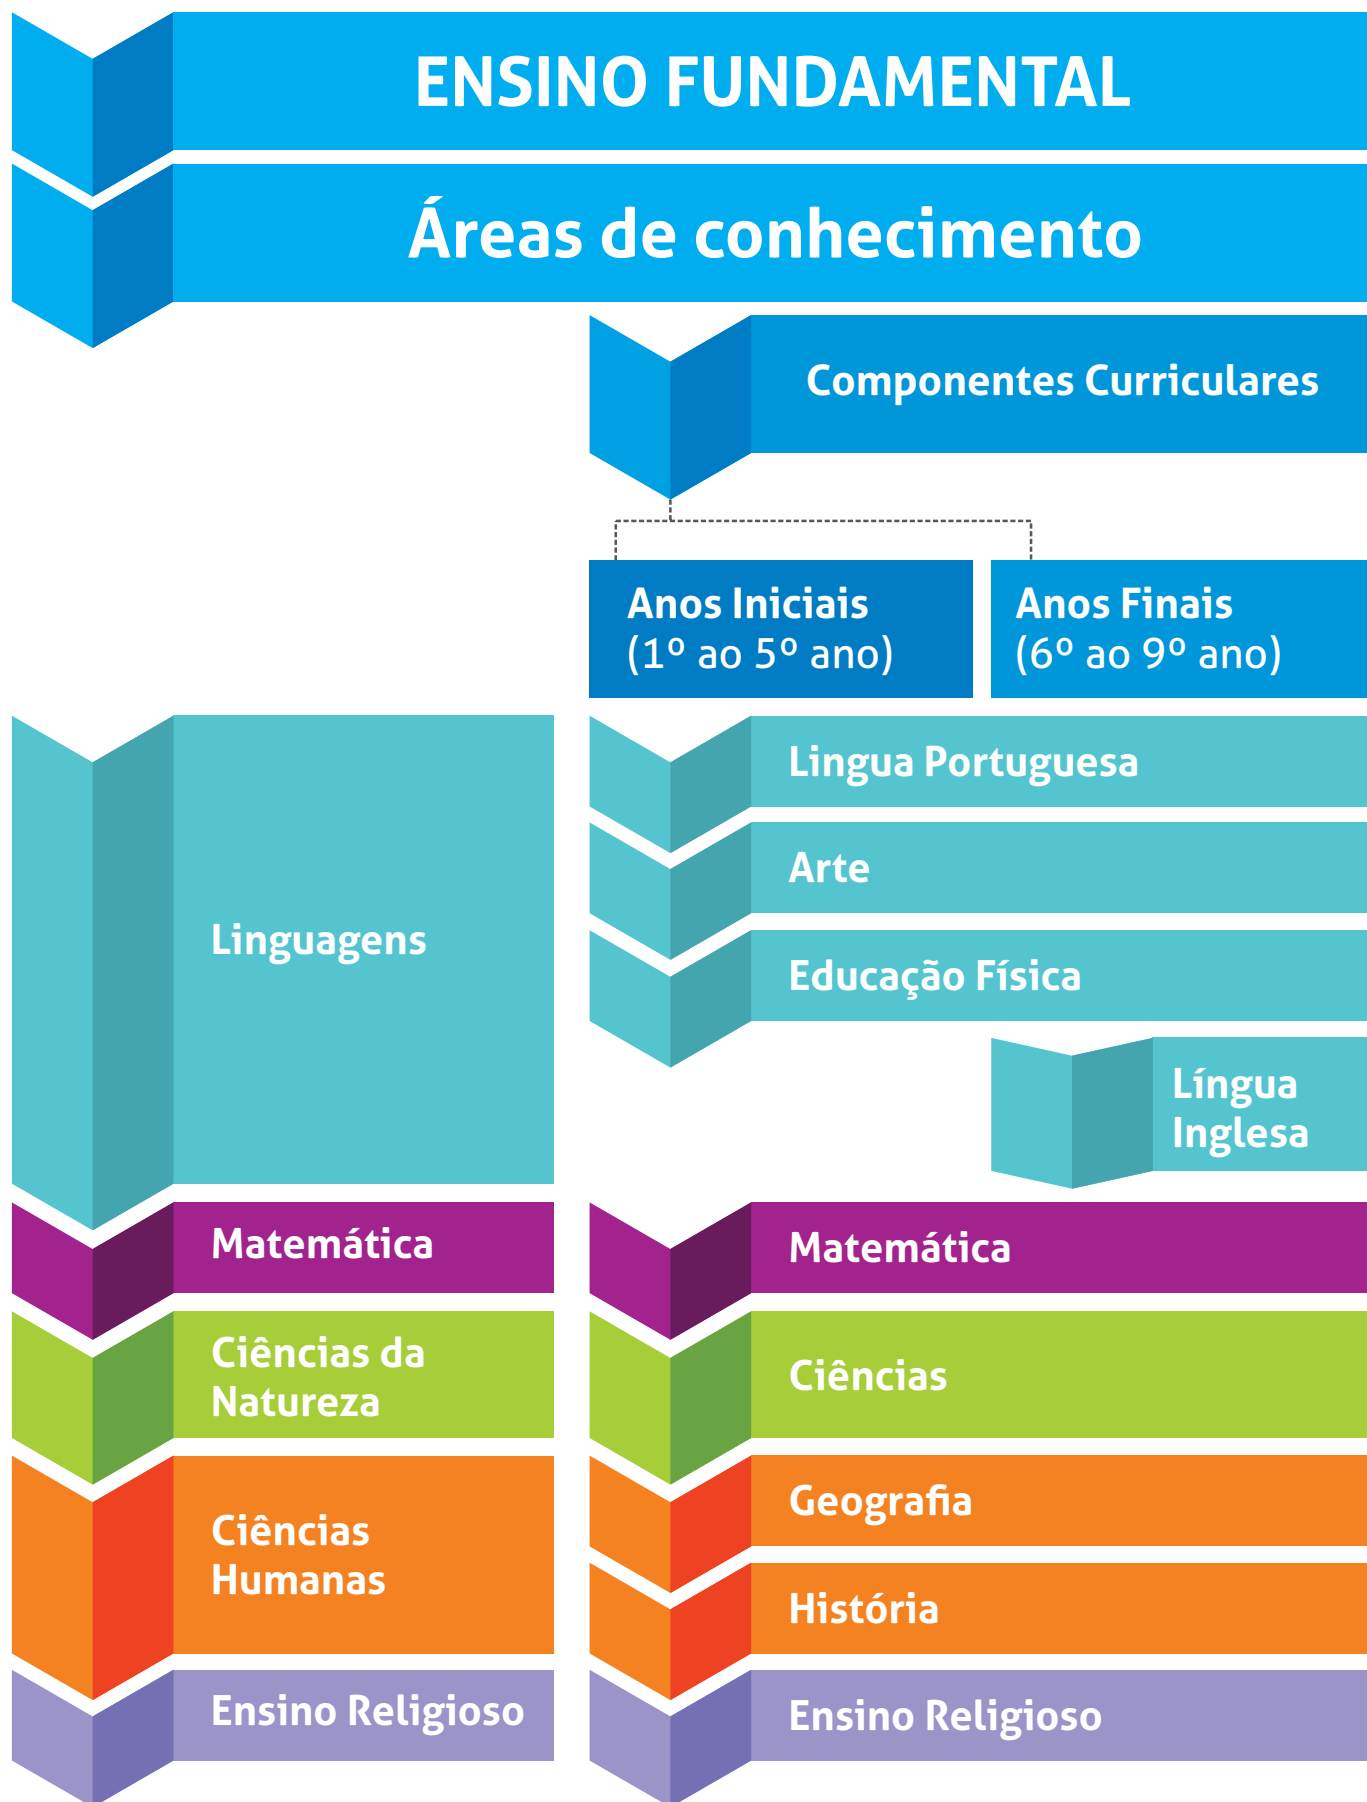 ENSINO FUNDAMENTAL
Áreas de conhecimento
Componentes Curriculares
Anos Iniciais
(1º ao 5º ano)
Anos Finais
(6º ao 9º ano)
Linguagens
Lingua Portuguesa
Arte
Educação Física
Língua
Inglesa
Matemática
Matemática
Ciências da
Natureza
Ciências
Ciências
Humanas
Geografia
História
Ensino Religioso
Ensino Religioso